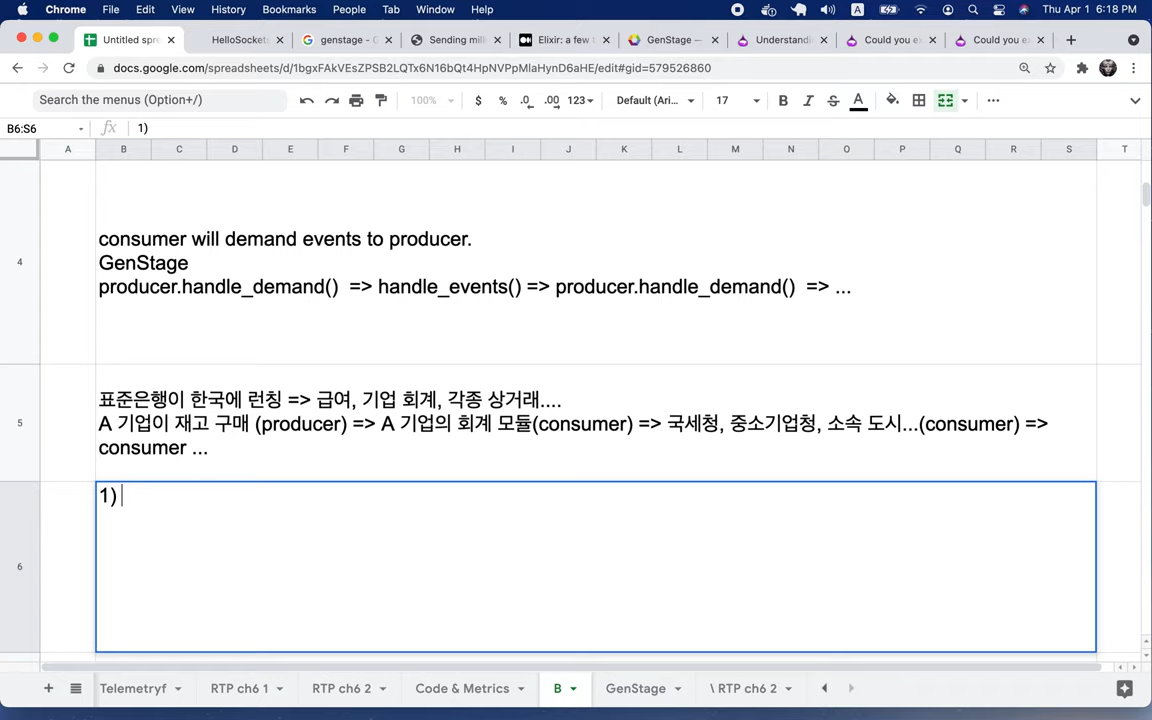 Chrome File Edit View History Bookmarks People Tab Window Help
A Thu Apr 1 6:18 PM
Untitled spre HelloSocket genstage - G Sending mill Elixir: a few t GenStage — Understandi Could you e Could you e
docs.google.com/spreadsheets/d/1bgxFAkVEsZPSB2LQTx6N16bQt4HpNVPpMlaHynD6aHE/edit#gid=579526860
Search the menus (Option+/) 100% $ % .0 .00 123 Default (Ari... 17 B I S A
B6:S6 fx 1)
A B C D E F G H I J K L M N O P Q R S T
4
consumer will demand events to producer.
GenStage
producer.handle_demand() => handle_events() => producer.handle_demand() => ...
5
표준은행이 한국에 런칭 => 급여, 기업 회계, 각종 상거래....
A 기업이 재고 구매 (producer) => A 기업의 회계 모듈(consumer) => 국세청, 중소기업청, 소속 도시...(consumer) =>
consumer ...
6
1)
Telemetryf RTP ch6 1 RTP ch6 2 Code & Metrics B GenStage \ RTP ch6 2